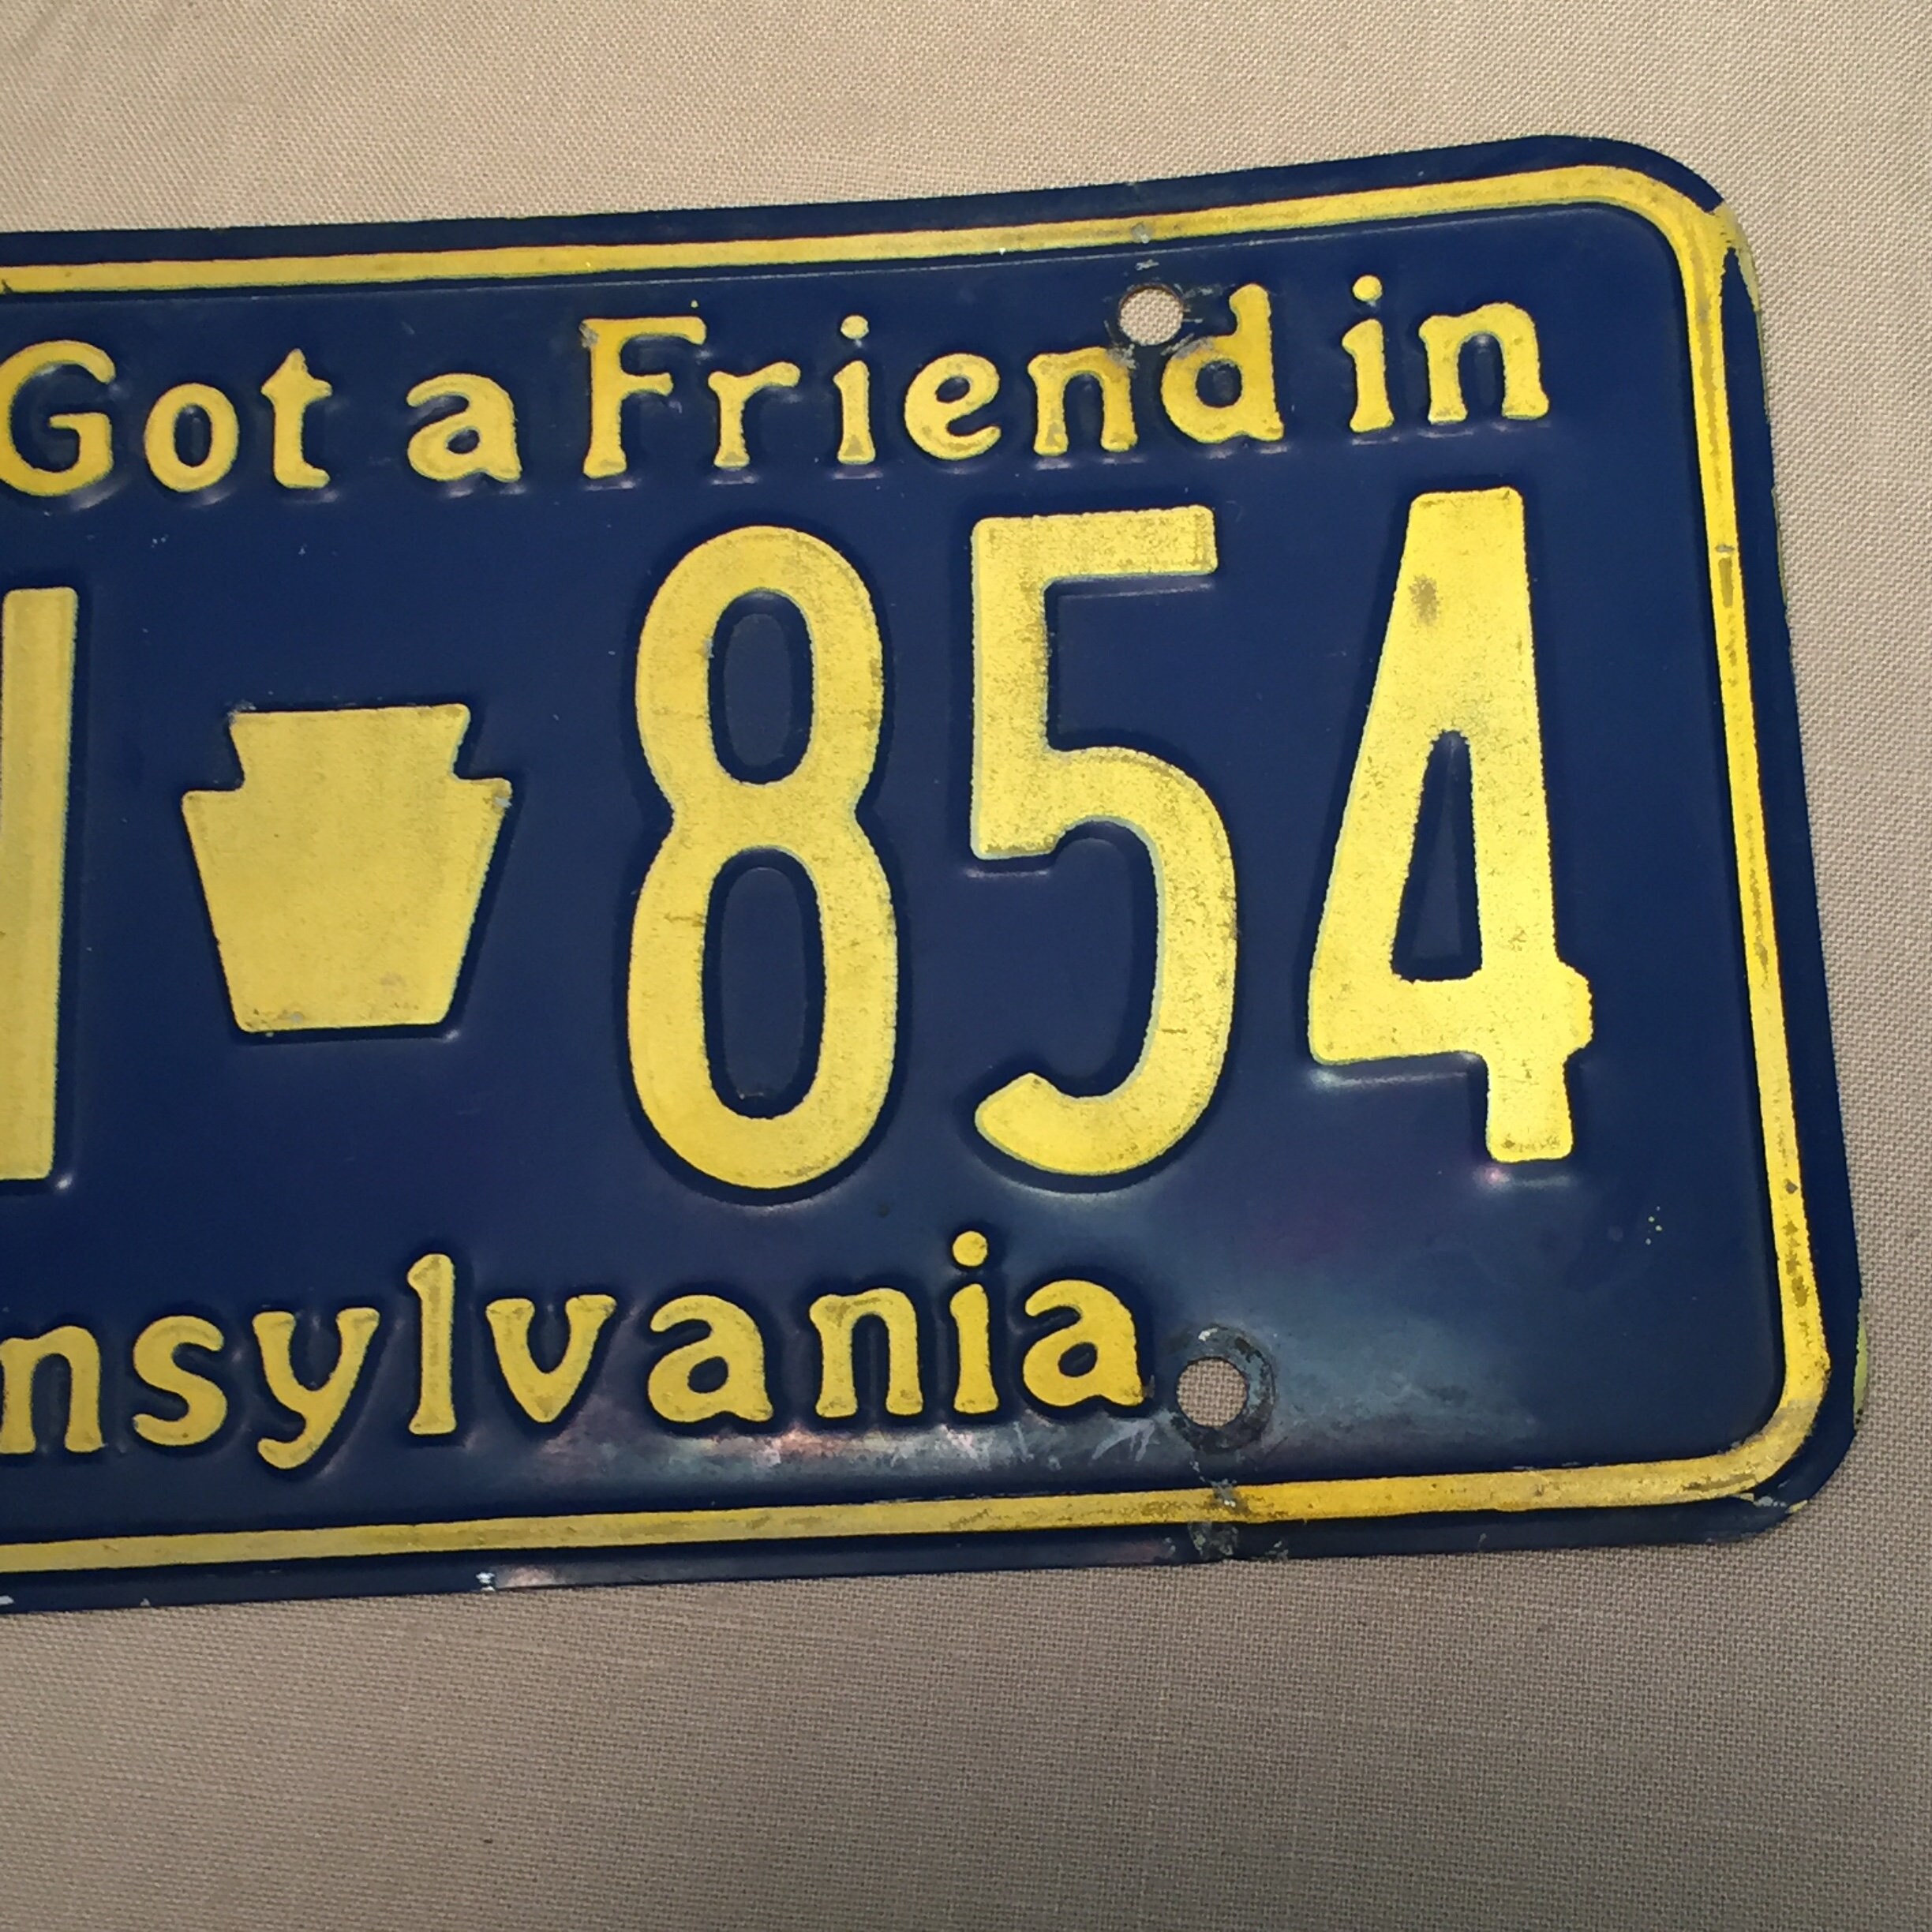 Got a Friend in
854
nsylvania